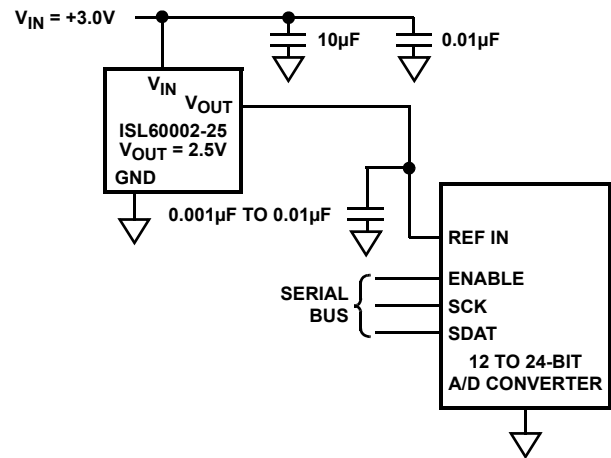 VIN = +3.0V
10µF
0.01µF
VIN
VOUT
ISL60002-25
VOUT = 2.5V
GND
0.001µF TO 0.01µF
REF IN
SERIAL
BUS
ENABLE
SCK
SDAT
12 TO 24-BIT
A/D CONVERTER